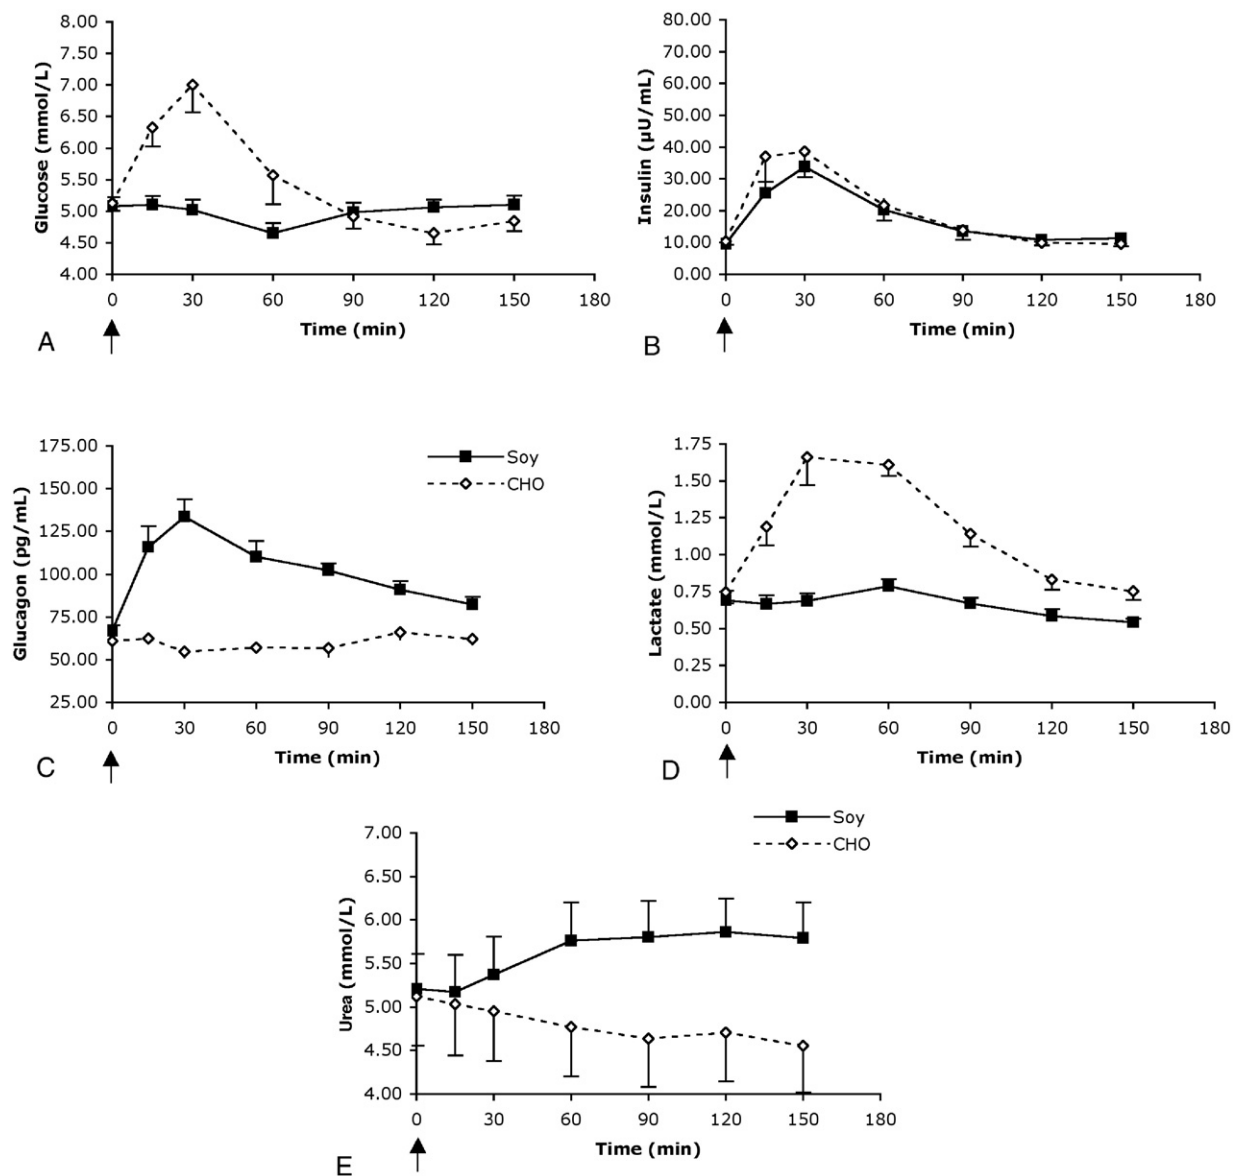 8.00
7.50
7.00
6.50
6.00
5.50
5.00
4.50
4.00
Glucose (mmol/L)
0 30 60 90 120 150 180
Time (min)
A
80.00
70.00
60.00
50.00
40.00
30.00
20.00
10.00
0.00
Insulin (µU/mL)
0 30 60 90 120 150 180
Time (min)
B
175.00
150.00
125.00
100.00
75.00
50.00
25.00
Glucagon (pg/mL)
Soy
CHO
0 30 60 90 120 150 180
Time (min)
C
1.75
1.50
1.25
1.00
0.75
0.50
0.25
0.00
Lactate (mmol/L)
0 30 60 90 120 150 180
Time (min)
D
Soy
CHO
7.00
6.50
6.00
5.50
5.00
4.50
4.00
Urea (mmol/L)
0 30 60 90 120 150 180
Time (min)
E